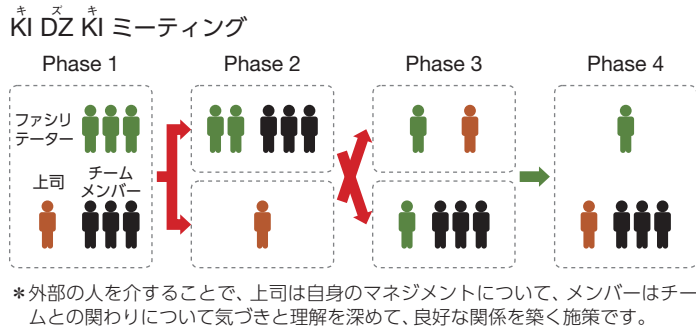 キ ズ キ
KI DZ KI ミーティング
Phase 1 Phase 2 Phase 3 Phase 4
ファシリ
テーター
上司 チーム
メンバー
＊外部の人を介することで、上司は自身のマネジメントについて、メンバーはチー
ムとの関わりについて気づきと理解を深めて、良好な関係を築く施策です。